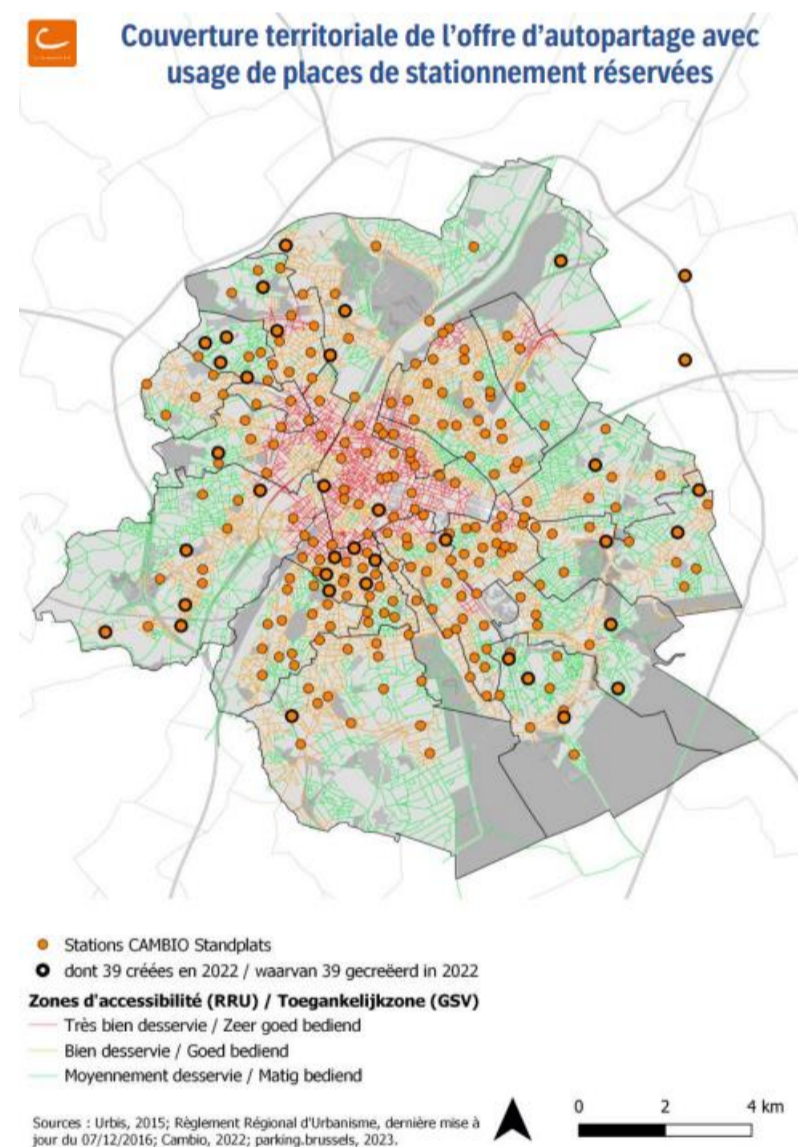 Couverture territoriale de l'offre d'autopartage avec
usage de places de stationnement réservées
Stations CAMBIO Standplats
dont 39 créées en 2022 / waarvan 39 gecreëerd in 2022
Zones d'accessibilité (RRU) / Toegankelijkzone (GSV)
Très bien desservie / Zeer goed bediend
Bien desservie / Goed bediend
Moyennement desservie / Matig bediend
Sources : Urbis, 2015; Règlement Régional d'Urbanisme, dernière mise à
jour du 07/12/2016; Cambio, 2022; parking.brussels, 2023.
0 2 4 km